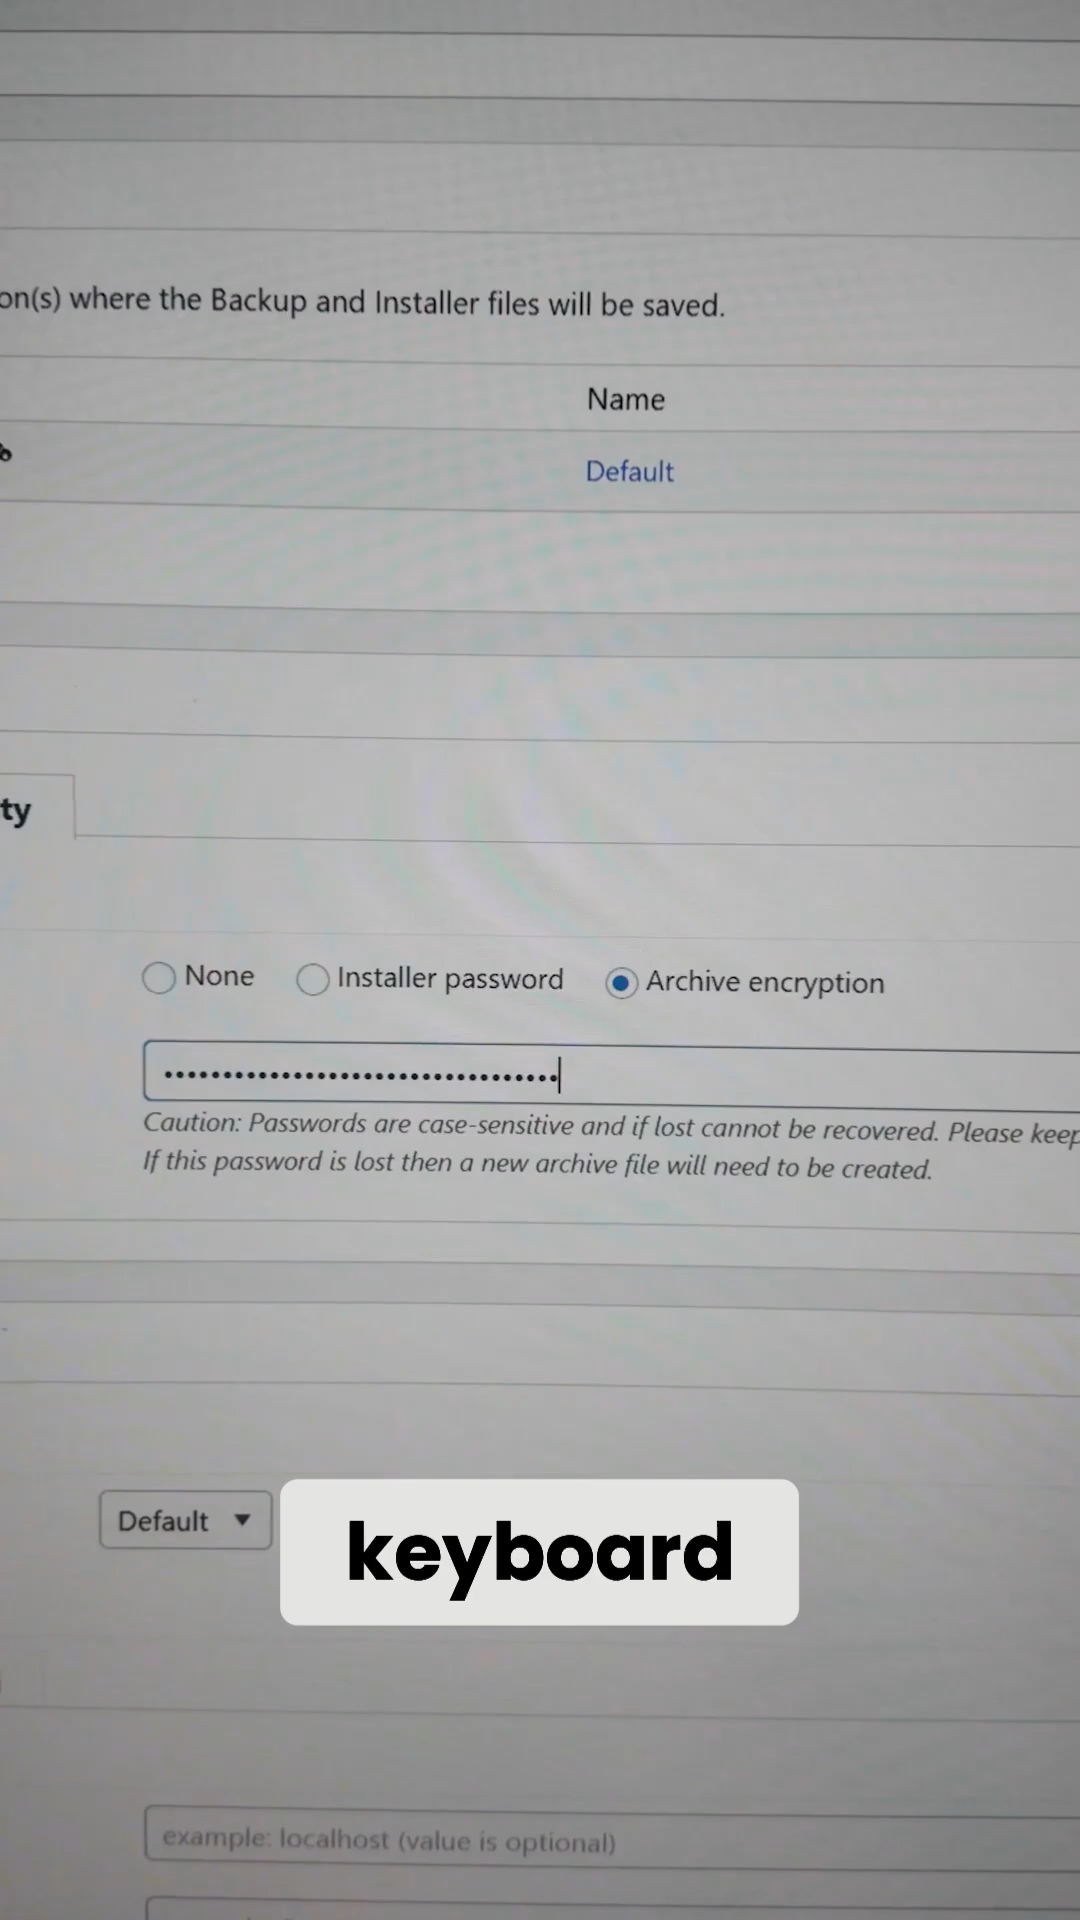 on(s) where the Backup and Installer files will be saved.
Name
Default
ty
None Installer password Archive encryption
Caution: Passwords are case-sensitive and if lost cannot be recovered. Please keep
If this password is lost then a new archive file will need to be created.
Default
keyboard
example: localhost (value is optional)